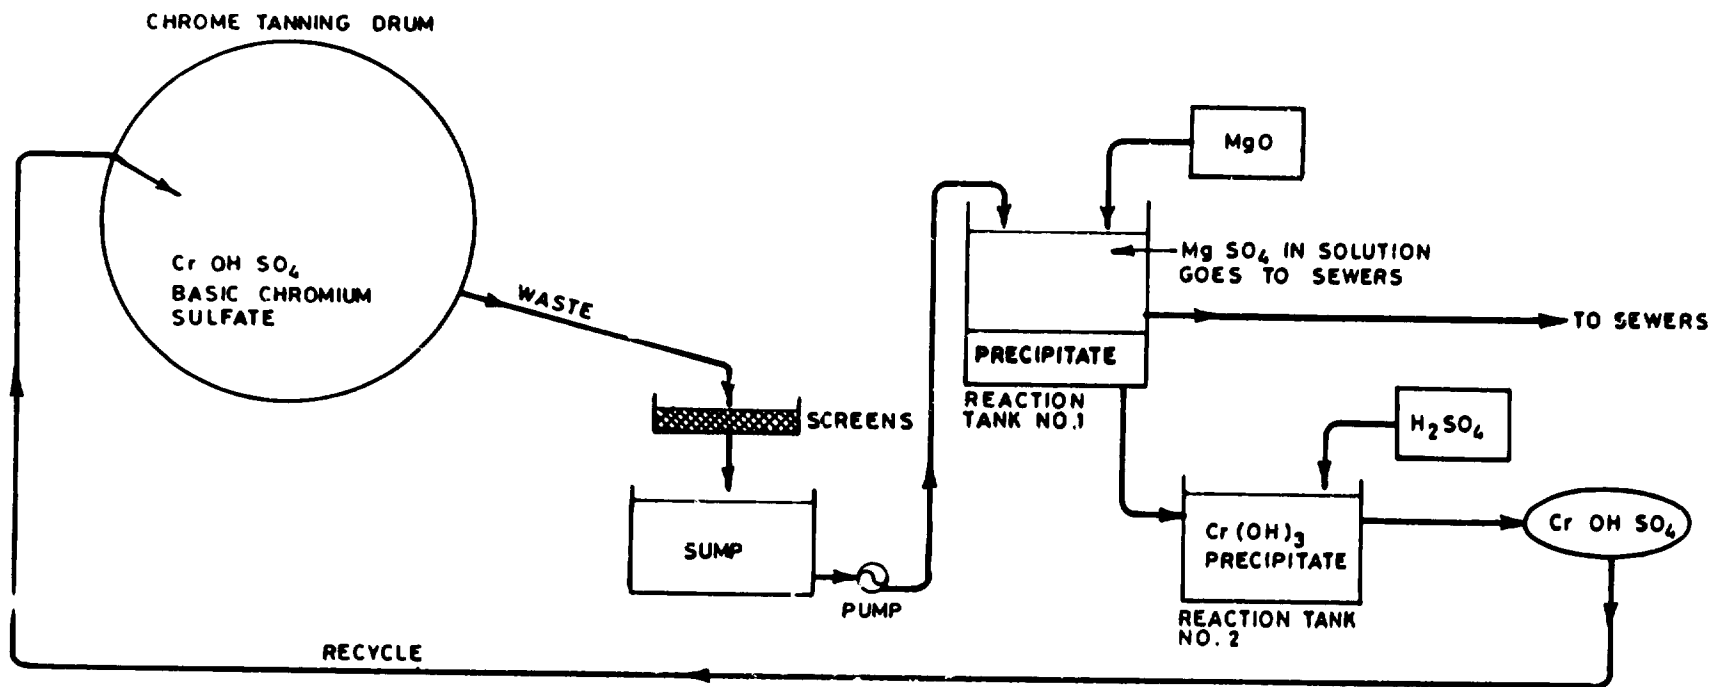 CHROME TANNING DRUM
Cr OH SO₄
BASIC CHROMIUM
SULFATE
WASTE
SCREENS
SUMP
PUMP
MgO
Mg SO₄ IN SOLUTION
GOES TO SEWERS
TO SEWERS
PRECIPITATE
REACTION
TANK NO.1
H₂SO₄
Cr (OH)₃
PRECIPITATE
REACTION TANK
NO. 2
Cr OH SO₄
RECYCLE